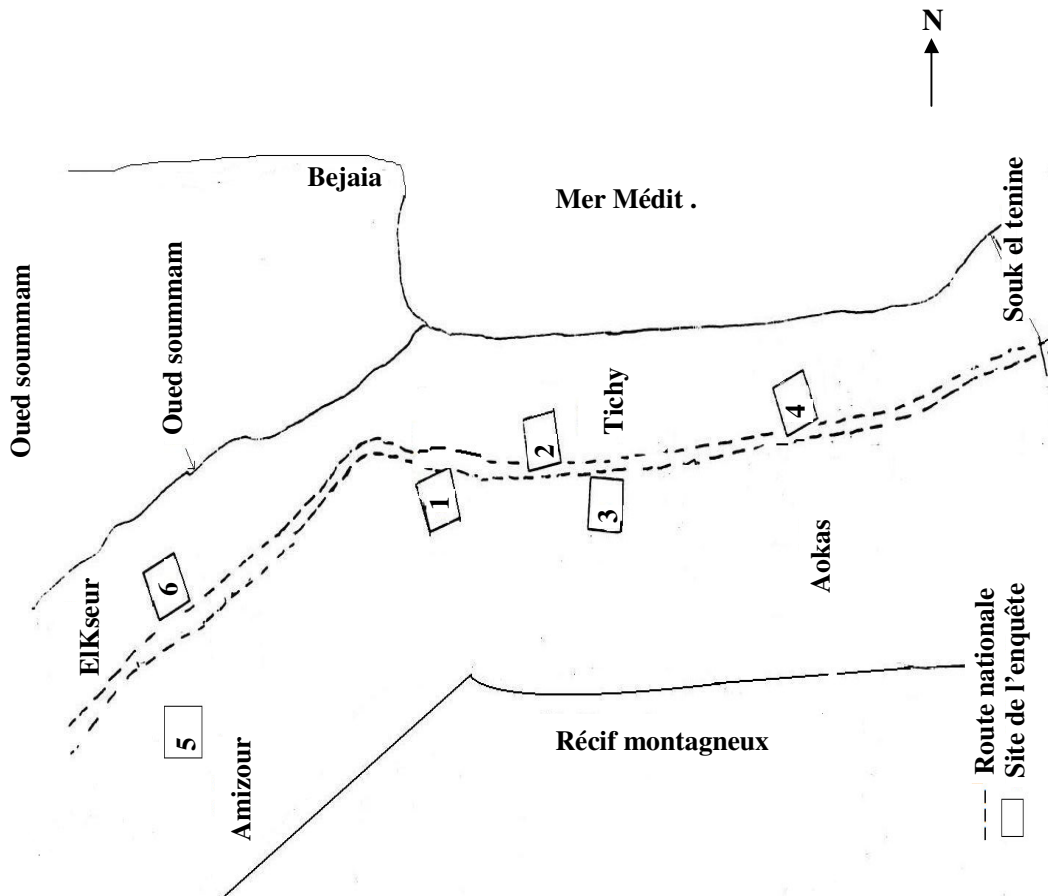 N
Bejaia
Mer Médit .
Oued soummam
Oued soummam
Souk el tenine
Tichy
4
2
1
3
6
ElKseur
Aokas
5
Amizour
Récif montagneux
Route nationale
Site de l'enquête